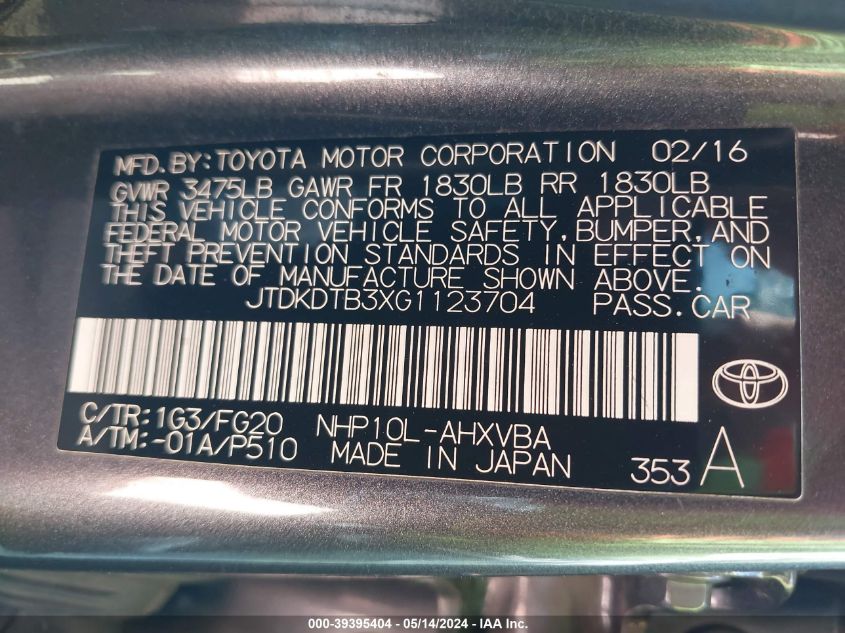 MFD.BY:TOYOTA MOTOR CORPORATION 02/16
GVWR 3475LB GAWR FR 1830LB RR 1830LB
THIS VEHICLE CONFORMS TO ALL APPLICABLE
FEDERAL MOTOR VEHICLE SAFETY,BUMPER,AND
THEFT PREVENTION STANDARDS IN EFFECT ON
THE DATE OF MANUFACTURE SHOWN ABOVE.
JTDKDTB3XG1123704 PASS.CAR
C/TR:1G3/FG20 NHP10L-AHXVBA
A/TM:-01A/P510 MADE IN JAPAN 353 A
000-39395404 / 05/14/2024 - IAA Inc.